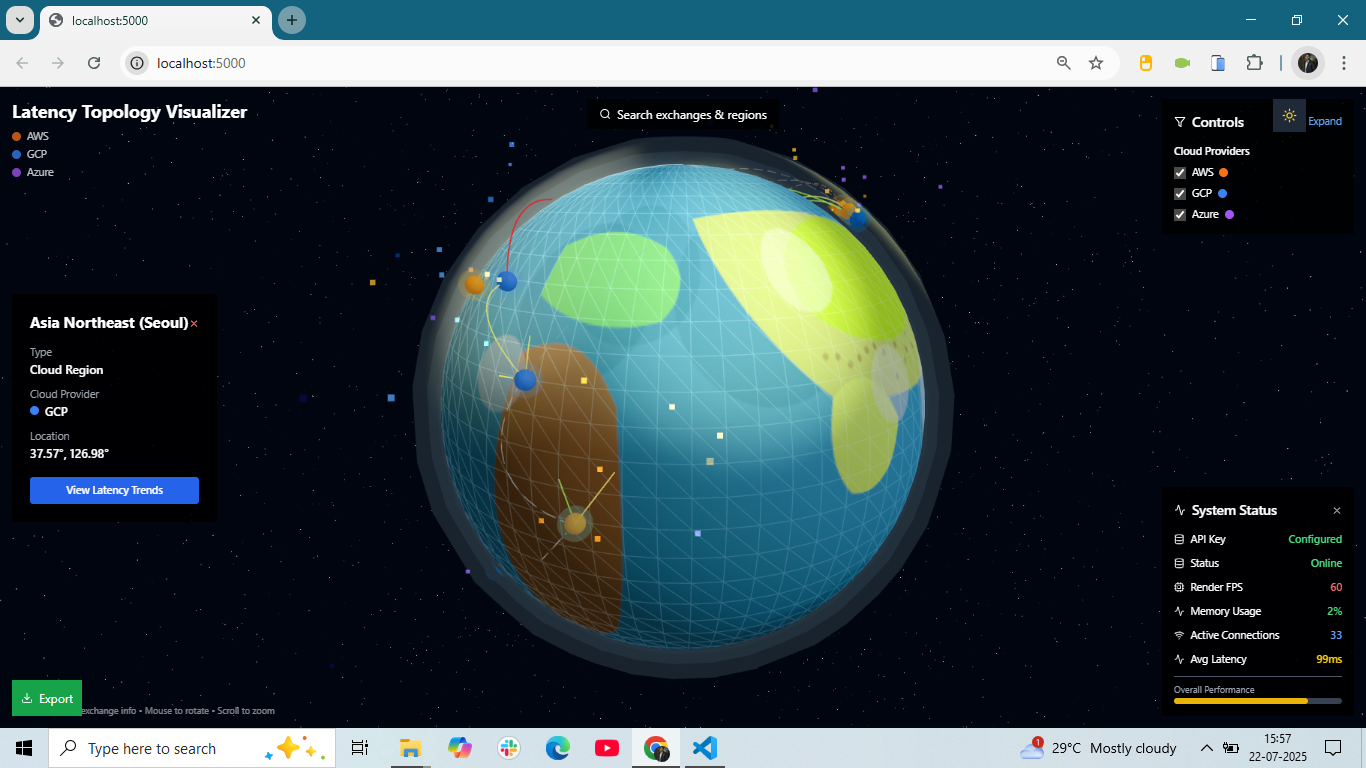 localhost:5000
localhost:5000
Latency Topology Visualizer
AWS
GCP
Azure
Search exchanges & regions
Controls
Expand
Cloud Providers
AWS
GCP
Azure
Asia Northeast (Seoul)
Type
Cloud Region
Cloud Provider
GCP
Location
37.57°, 126.98°
View Latency Trends
System Status
API Key Configured
Status Online
Render FPS 60
Memory Usage 2%
Active Connections 33
Avg Latency 99ms
Overall Performance
Export
exchange info • Mouse to rotate • Scroll to zoom
Type here to search
1
29°C Mostly cloudy
15:57
22-07-2025